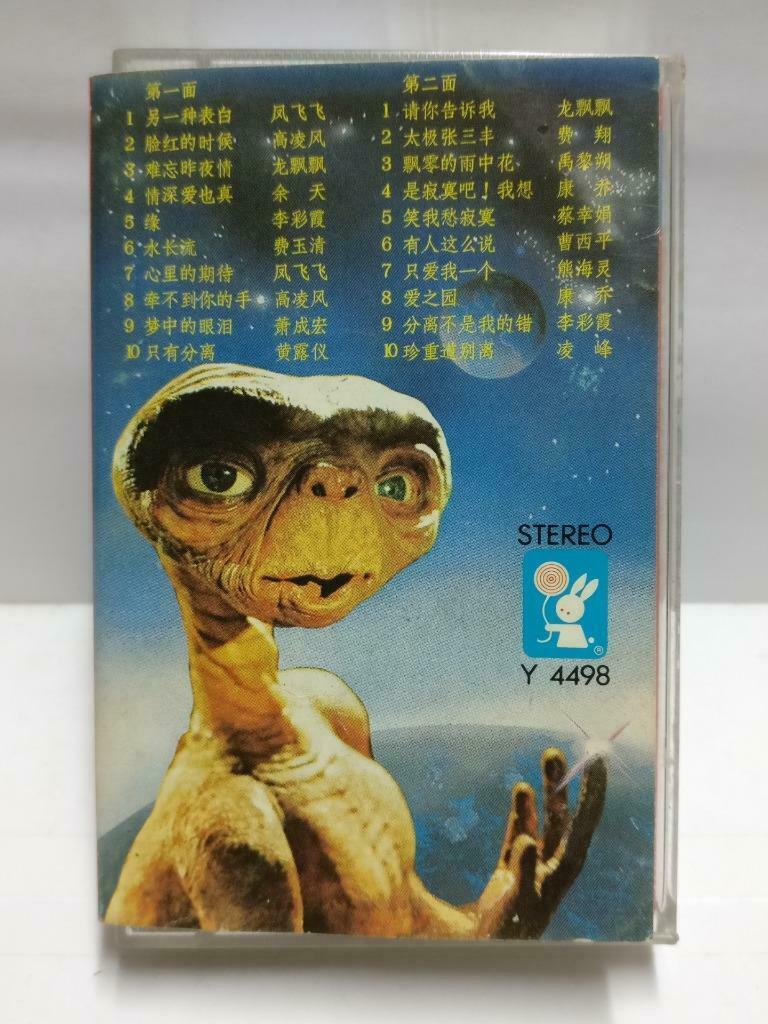 第一面
1 另一种表白 凤飞飞
2 脸红的时候 高凌风
3 难忘昨夜情 龙飘飘
4 情深爱也真 余 天
5 缘 李彩霞
6 水长流 费玉清
7 心里的期待 凤飞飞
8 牵不到你的手 高凌风
9 梦中的眼泪 萧成宏
10 只有分离 黄露仪
第二面
1 请你告诉我 龙飘飘
2 太极张三丰 费 翔
3 飘零的雨中花 禹黎朔
4 是寂寞吧！我想 康 乔
5 笑我愁寂寞 蔡幸娟
6 有人这么说 曹西平
7 只爱我一个 熊海灵
8 爱之园 康 乔
9 分离不是我的错 李彩霞
10 珍重道别离 凌 峰
STEREO
®
Y 4498